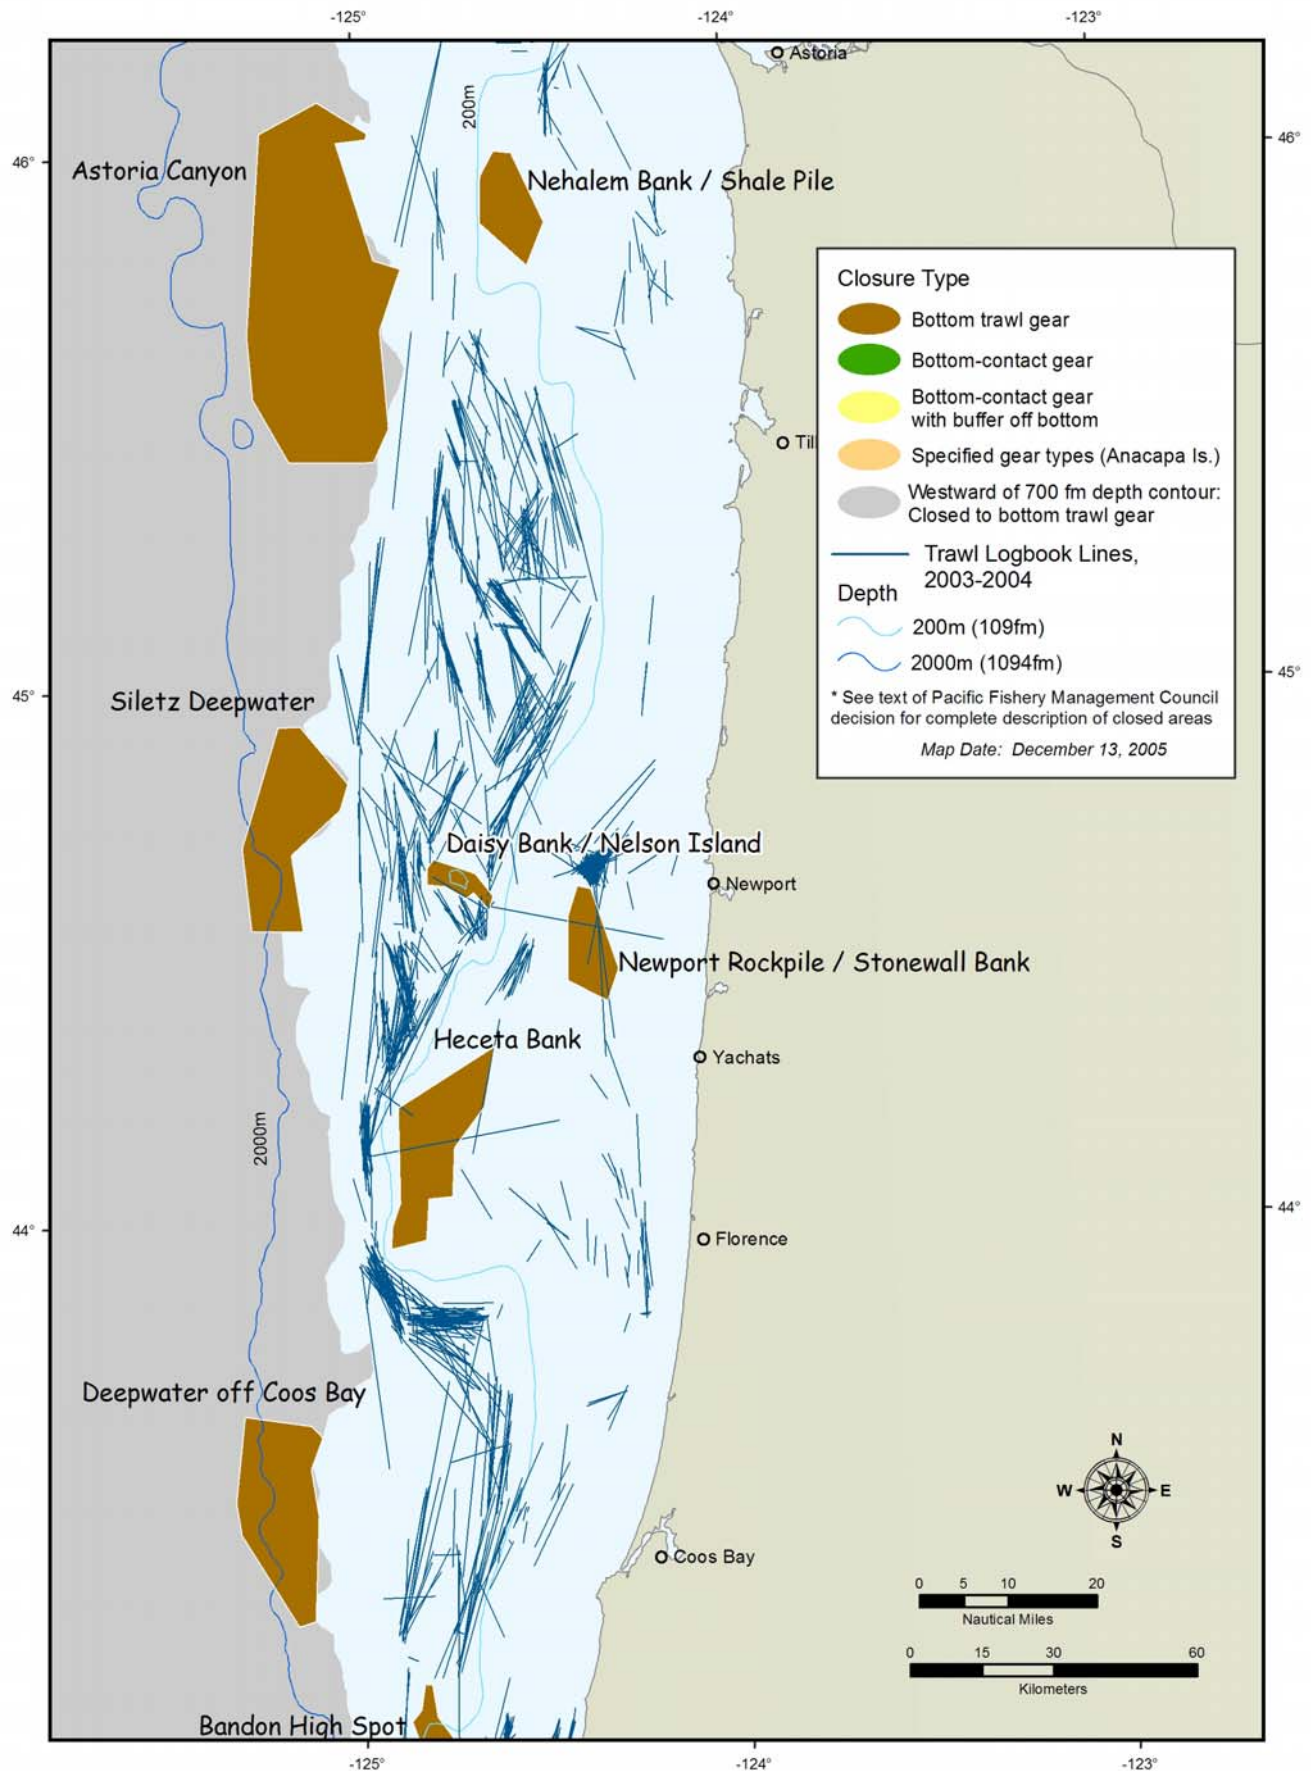 -125°
-124°
-123°
Astoria
200m
46°
46°
Astoria Canyon
Nehalem Bank / Shale Pile
Closure Type
Bottom trawl gear
Bottom-contact gear
Bottom-contact gear
with buffer off bottom
Til
Specified gear types (Anacapa Is.)
Westward of 700 fm depth contour:
Closed to bottom trawl gear
Trawl Logbook Lines,
2003-2004
Depth
200m (109fm)
2000m (1094fm)
* See text of Pacific Fishery Management Council
decision for complete description of closed areas
Map Date: December 13, 2005
45°
45°
Siletz Deepwater
Daisy Bank / Nelson Island
Newport
Newport Rockpile / Stonewall Bank
Heceta Bank
Yachats
2000m
44°
44°
Florence
Deepwater off Coos Bay
N
W
E
S
Coos Bay
0 5 10 20
Nautical Miles
0 15 30 60
Kilometers
Bandon High Spot
-125°
-124°
-123°